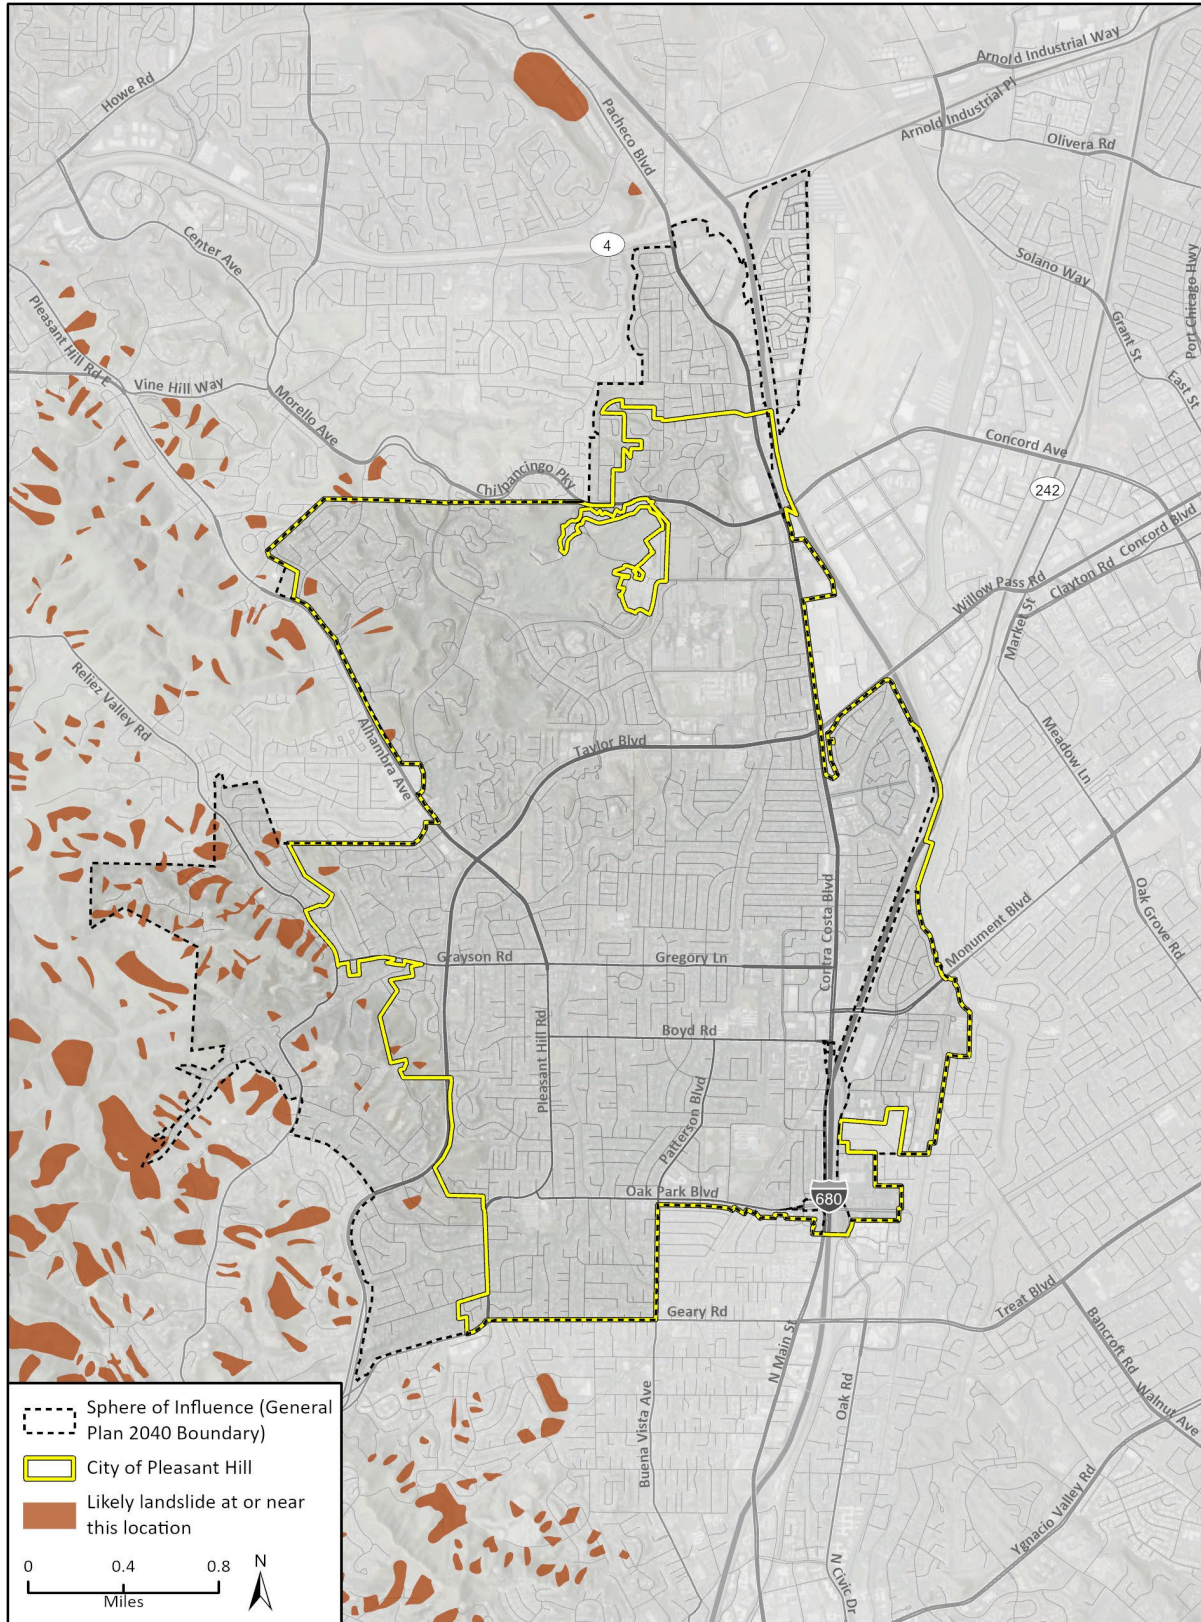 Arnold Industrial Way
Howe Rd
Pacheco Blvd
Arnold Industrial Pl
Olivera Rd
Center Ave
4
Solano Way
Port Chicago Hwy
Grant St
Pleasant Hill Rd E
Vine Hill Way
East St
Morello Ave
Concord Ave
Chilpancingo Pky
242
Concord Blvd
Clayton Rd
Willow Pass Rd
Market St
Reliez Valley Rd
Alhambra Ave
Meadow Ln
Taylor Blvd
Contra Costa Blvd
Oak Grove Rd
Monument Blvd
Grayson Rd
Gregory Ln
Boyd Rd
Pleasant Hill Rd
Patterson Blvd
Oak Park Blvd
680
Treat Blvd
Geary Rd
Bancroft Rd
N Main St
Oak Rd
Walnut Ave
Buena Vista Ave
Ygnacio Valley Rd
N Civic Dr
Sphere of Influence (General
Plan 2040 Boundary)
City of Pleasant Hill
Likely landslide at or near
this location
0 0.4 0.8
Miles
N